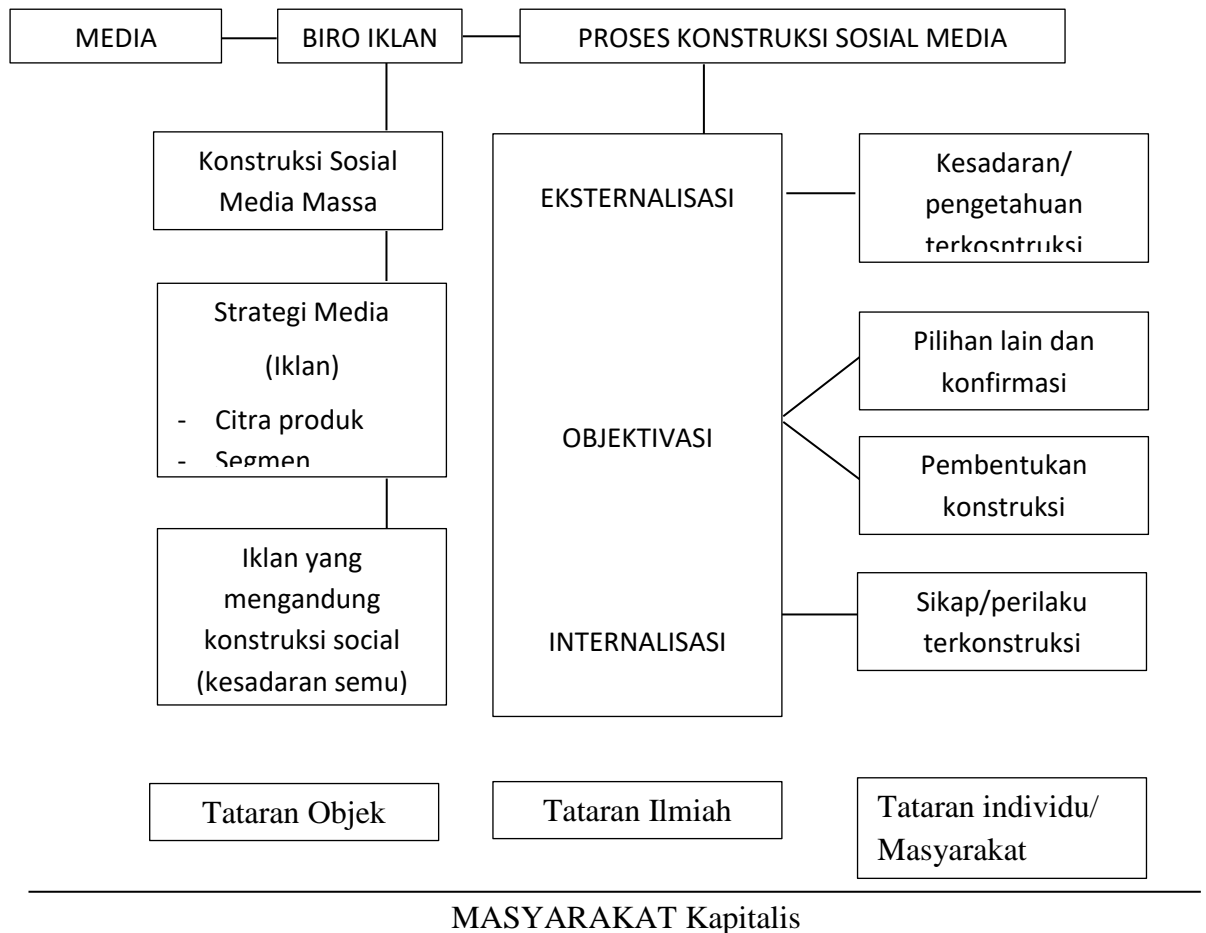 MEDIA
BIRO IKLAN
PROSES KONSTRUKSI SOSIAL MEDIA
Konstruksi Sosial
Media Massa
Strategi Media
(Iklan)
- Citra produk
- Segmen
Iklan yang
mengandung
konstruksi social
(kesadaran semu)
EKSTERNALISASI
OBJEKTIVASI
INTERNALISASI
Kesadaran/
pengetahuan
terkosntruksi
Pilihan lain dan
konfirmasi
Pembentukan
konstruksi
Sikap/perilaku
terkonstruksi
Tataran Objek
Tataran Ilmiah
Tataran individu/
Masyarakat
MASYARAKAT Kapitalis